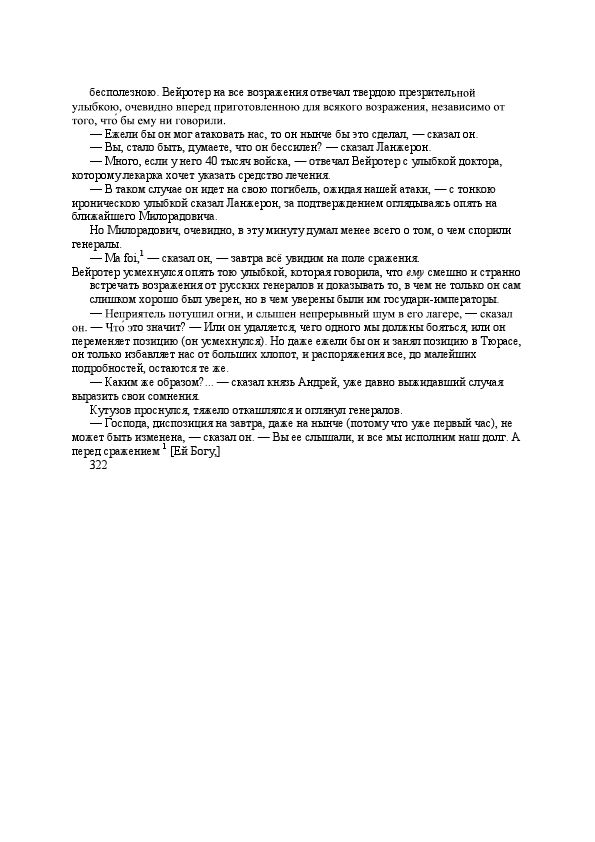 бесполезною. Вейротер на все возражения отвечал твердою презрительной
улыбкою, очевидно вперед приготовленною для всякого возражения, независимо от
того, что́ бы ему ни говорили.
— Ежели бы он мог атаковать нас, то он нынче бы это сделал, — сказал он.
— Вы, стало быть, думаете, что он бессилен? — сказал Ланжерон.
— Много, если у него 40 тысяч войска, — отвечал Вейротер с улыбкой доктора,
которому лекарка хочет указать средство лечения.
— В таком случае он идет на свою погибель, ожидая нашей атаки, — с тонкою
ироническою улыбкой сказал Ланжерон, за подтверждением оглядываясь опять на
ближайшего Милорадовича.
Но Милорадович, очевидно, в эту минуту думал менее всего о том, о чем спорили
генералы.
— Ma foi,¹ — сказал он, — завтра всё увидим на поле сражения.
Вейротер усмехнулся опять тою улыбкой, которая говорила, что ему смешно и странно
встречать возражения от русских генералов и доказывать то, в чем не только он сам
слишком хорошо был уверен, но в чем уверены были им государи-императоры.
— Неприятель потушил огни, и слышен непрерывный шум в его лагере, — сказал
он. — Что́ это значит? — Или он удаляется, чего одного мы должны бояться, или он
переменяет позицию (он усмехнулся). Но даже ежели бы он и занял позицию в Тюрасе,
он только избавляет нас от больших хлопот, и распоряжения все, до малейших
подробностей, остаются те же.
— Каким же образом?... — сказал князь Андрей, уже давно выжидавший случая
выразить свои сомнения.
Кутузов проснулся, тяжело откашлялся и оглянул генералов.
— Господа, диспозиция на завтра, даже на нынче (потому что уже первый час), не
может быть изменена, — сказал он. — Вы ее слышали, и все мы исполним наш долг. А
перед сражением ¹ [Ей Богу,]
322